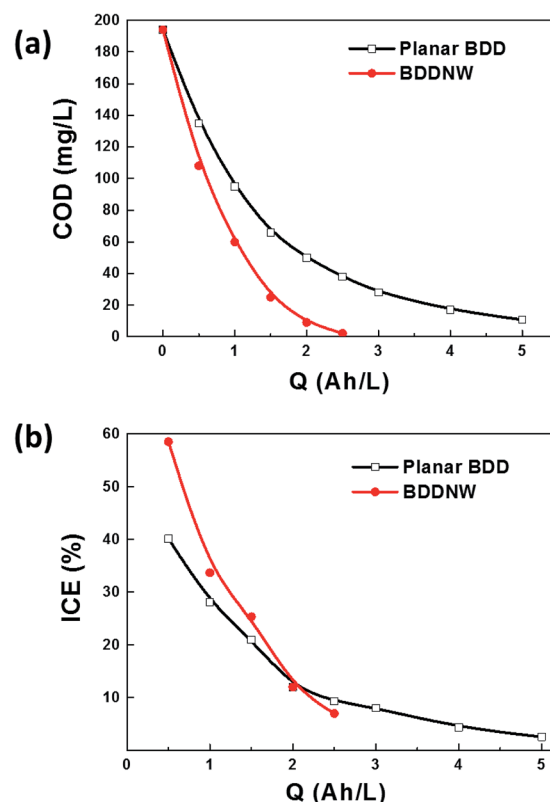 (a)
200
180
160
140
120
100
80
60
40
20
0
COD (mg/L)
Planar BDD
BDDNW
0 1 2 3 4 5
Q (Ah/L)
(b)
60
50
40
30
20
10
ICE (%)
Planar BDD
BDDNW
0 1 2 3 4 5
Q (Ah/L)